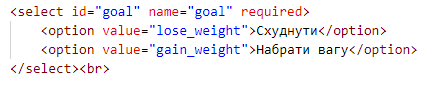 <select id="goal" name="goal" required>
    <option value="lose_weight">Схуднути</option>
    <option value="gain_weight">Набрати вагу</option>
</select><br>